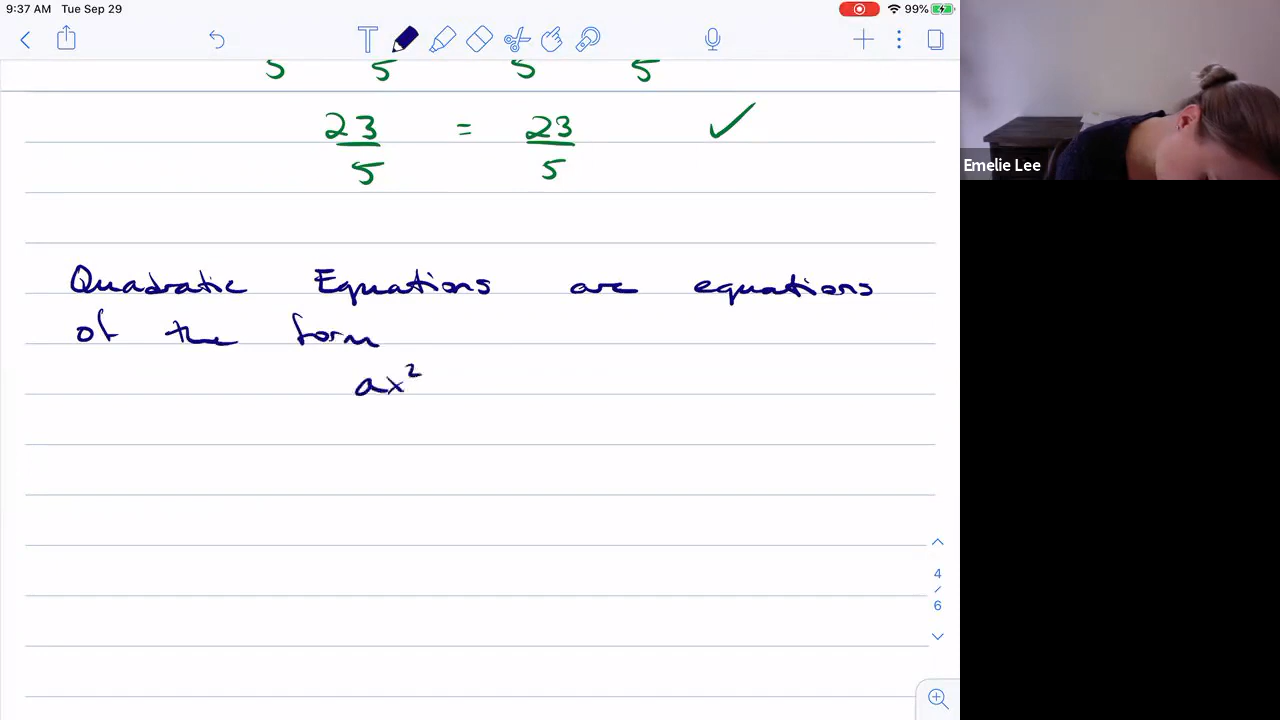 9:37 AM Tue Sep 29
99%
T
5 5 5 5
23 = 23 ✓
5 5
Emelie Lee
Quadratic Equations are equations
of the form
ax²
4
/
6